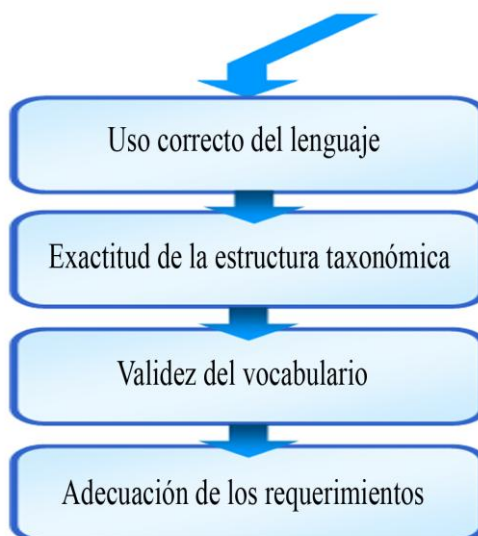 Uso correcto del lenguaje
Exactitud de la estructura taxonómica
Validez del vocabulario
Adecuación de los requerimientos